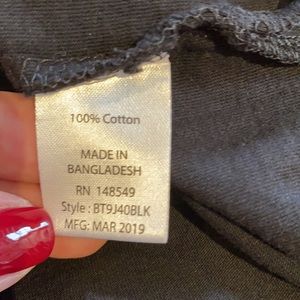 100% Cotton
MADE IN
BANGLADESH
RN 148549
Style : BT9J40BLK
MFG: MAR 2019